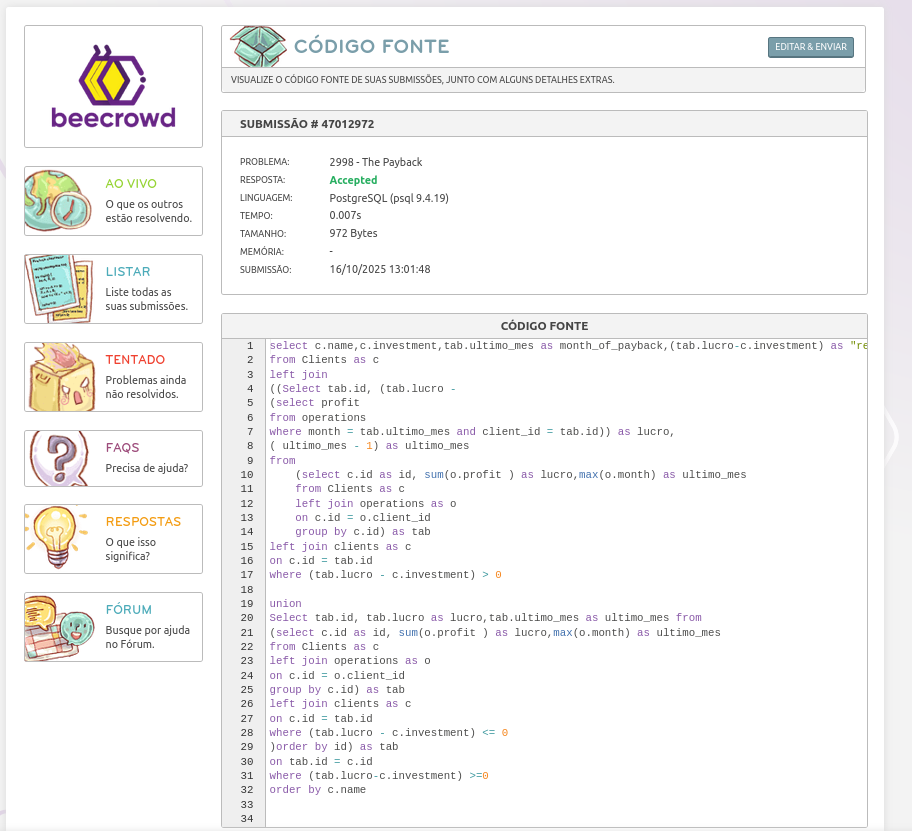 beecrowd
AO VIVO
O que os outros
estão resolvendo.
LISTAR
Liste todas as
suas submissões.
TENTADO
Problemas ainda
não resolvidos.
FAQS
Precisa de ajuda?
RESPOSTAS
O que isso
significa?
FÓRUM
Busque por ajuda
no Fórum.
CÓDIGO FONTE
EDITAR & ENVIAR
VISUALIZE O CÓDIGO FONTE DE SUAS SUBMISSÕES, JUNTO COM ALGUNS DETALHES EXTRAS.
SUBMISSÃO # 47012972
PROBLEMA: 2998 - The Payback
RESPOSTA: Accepted
LINGUAGEM: PostgreSQL (psql 9.4.19)
TEMPO: 0.007s
TAMANHO: 972 Bytes
MEMÓRIA: -
SUBMISSÃO: 16/10/2025 13:01:48
CÓDIGO FONTE
1 select c.name,c.investment,tab.ultimo_mes as month_of_payback,(tab.lucro-c.investment) as "re
2 from Clients as c
3 left join
4 ((Select tab.id, (tab.lucro -
5 (select profit
6 from operations
7 where month = tab.ultimo_mes and client_id = tab.id)) as lucro,
8 ( ultimo_mes - 1) as ultimo_mes
9 from
10     (select c.id as id, sum(o.profit ) as lucro,max(o.month) as ultimo_mes
11     from Clients as c
12     left join operations as o
13     on c.id = o.client_id
14     group by c.id) as tab
15 left join clients as c
16 on c.id = tab.id
17 where (tab.lucro - c.investment) > 0
18
19 union
20 Select tab.id, tab.lucro as lucro,tab.ultimo_mes as ultimo_mes from
21 (select c.id as id, sum(o.profit ) as lucro,max(o.month) as ultimo_mes
22 from Clients as c
23 left join operations as o
24 on c.id = o.client_id
25 group by c.id) as tab
26 left join clients as c
27 on c.id = tab.id
28 where (tab.lucro - c.investment) <= 0
29 )order by id) as tab
30 on tab.id = c.id
31 where (tab.lucro-c.investment) >=0
32 order by c.name
33
34